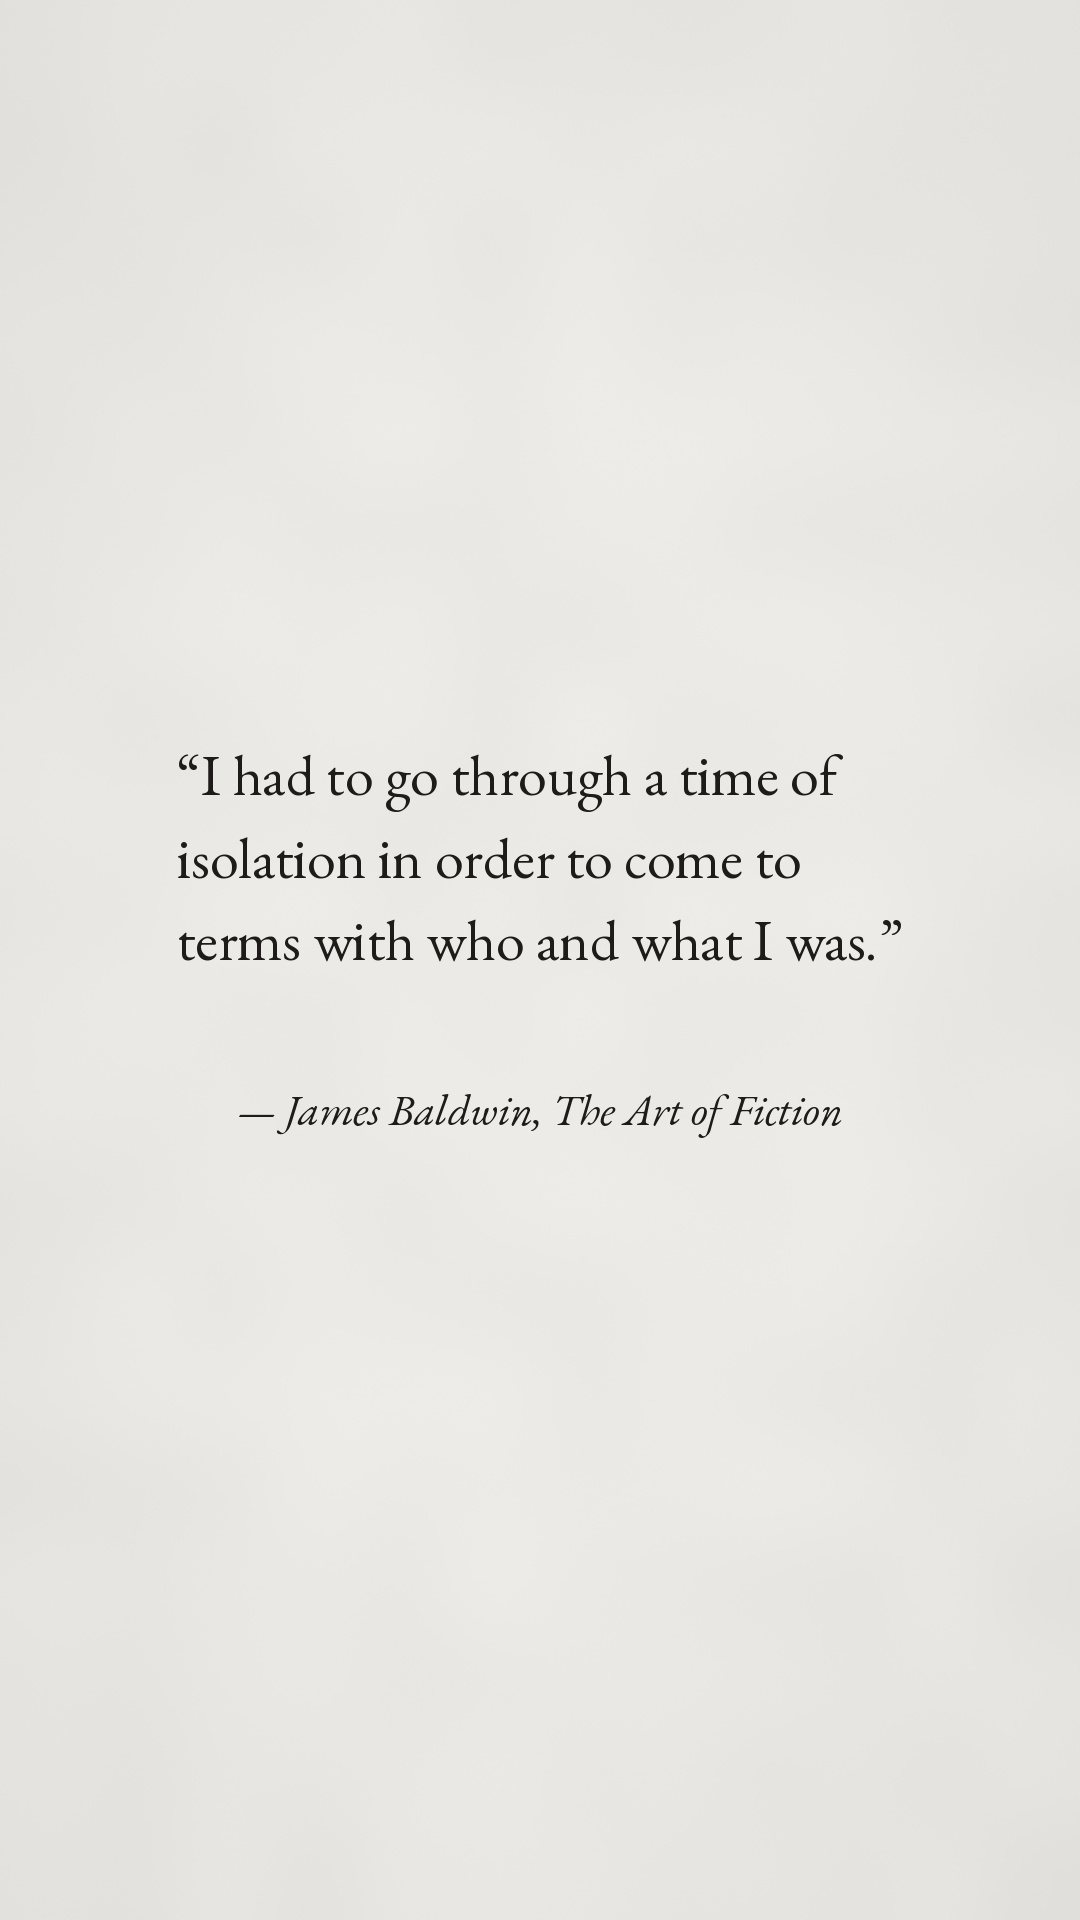 “I had to go through a time of
isolation in order to come to
terms with who and what I was.”
— James Baldwin, The Art of Fiction